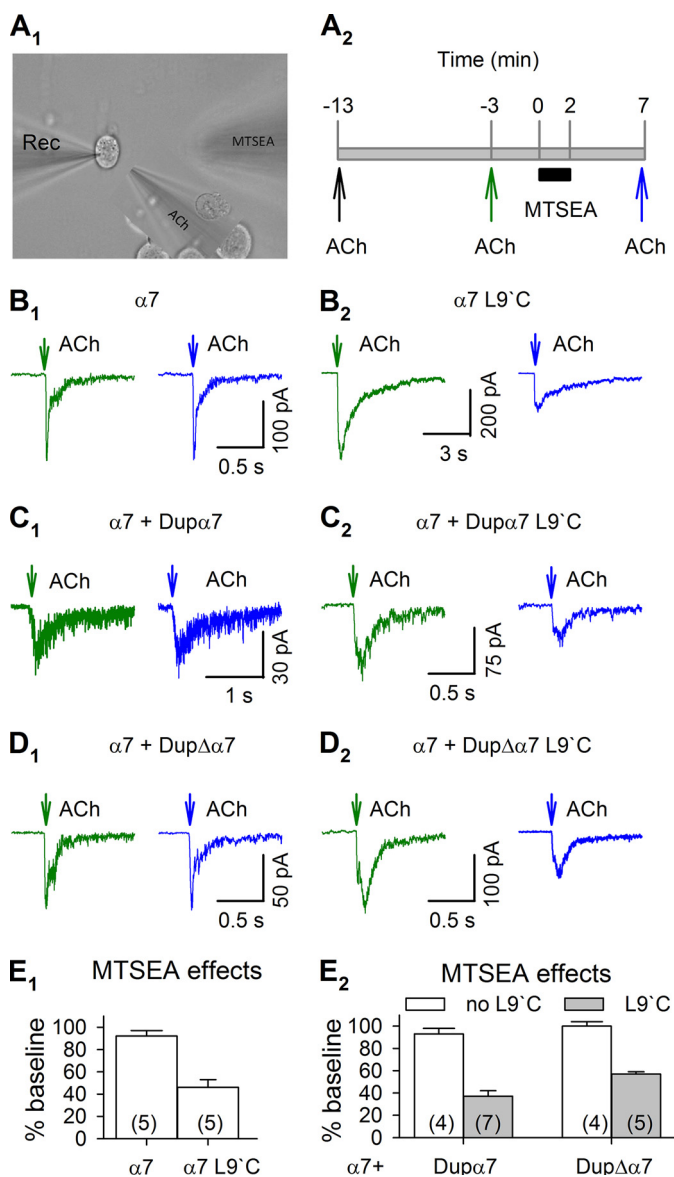 A1
Rec
MTSEA
ACh
A2
Time (min)
-13 -3 0 2 7
MTSEA
ACh ACh ACh
B1 α7
ACh ACh
100 pA
0.5 s
B2 α7 L9`C
ACh ACh
200 pA
3 s
C1 α7 + Dupα7
ACh ACh
30 pA
1 s
C2 α7 + Dupα7 L9`C
ACh ACh
75 pA
0.5 s
D1 α7 + DupΔα7
ACh ACh
50 pA
0.5 s
D2 α7 + DupΔα7 L9`C
ACh ACh
100 pA
0.5 s
E1 MTSEA effects
% baseline
100
80
60
40
20
0
(5) (5)
α7 α7 L9`C
E2 MTSEA effects
no L9`C L9`C
% baseline
100
80
60
40
20
0
(4) (7) (4) (5)
α7+ Dupα7 DupΔα7